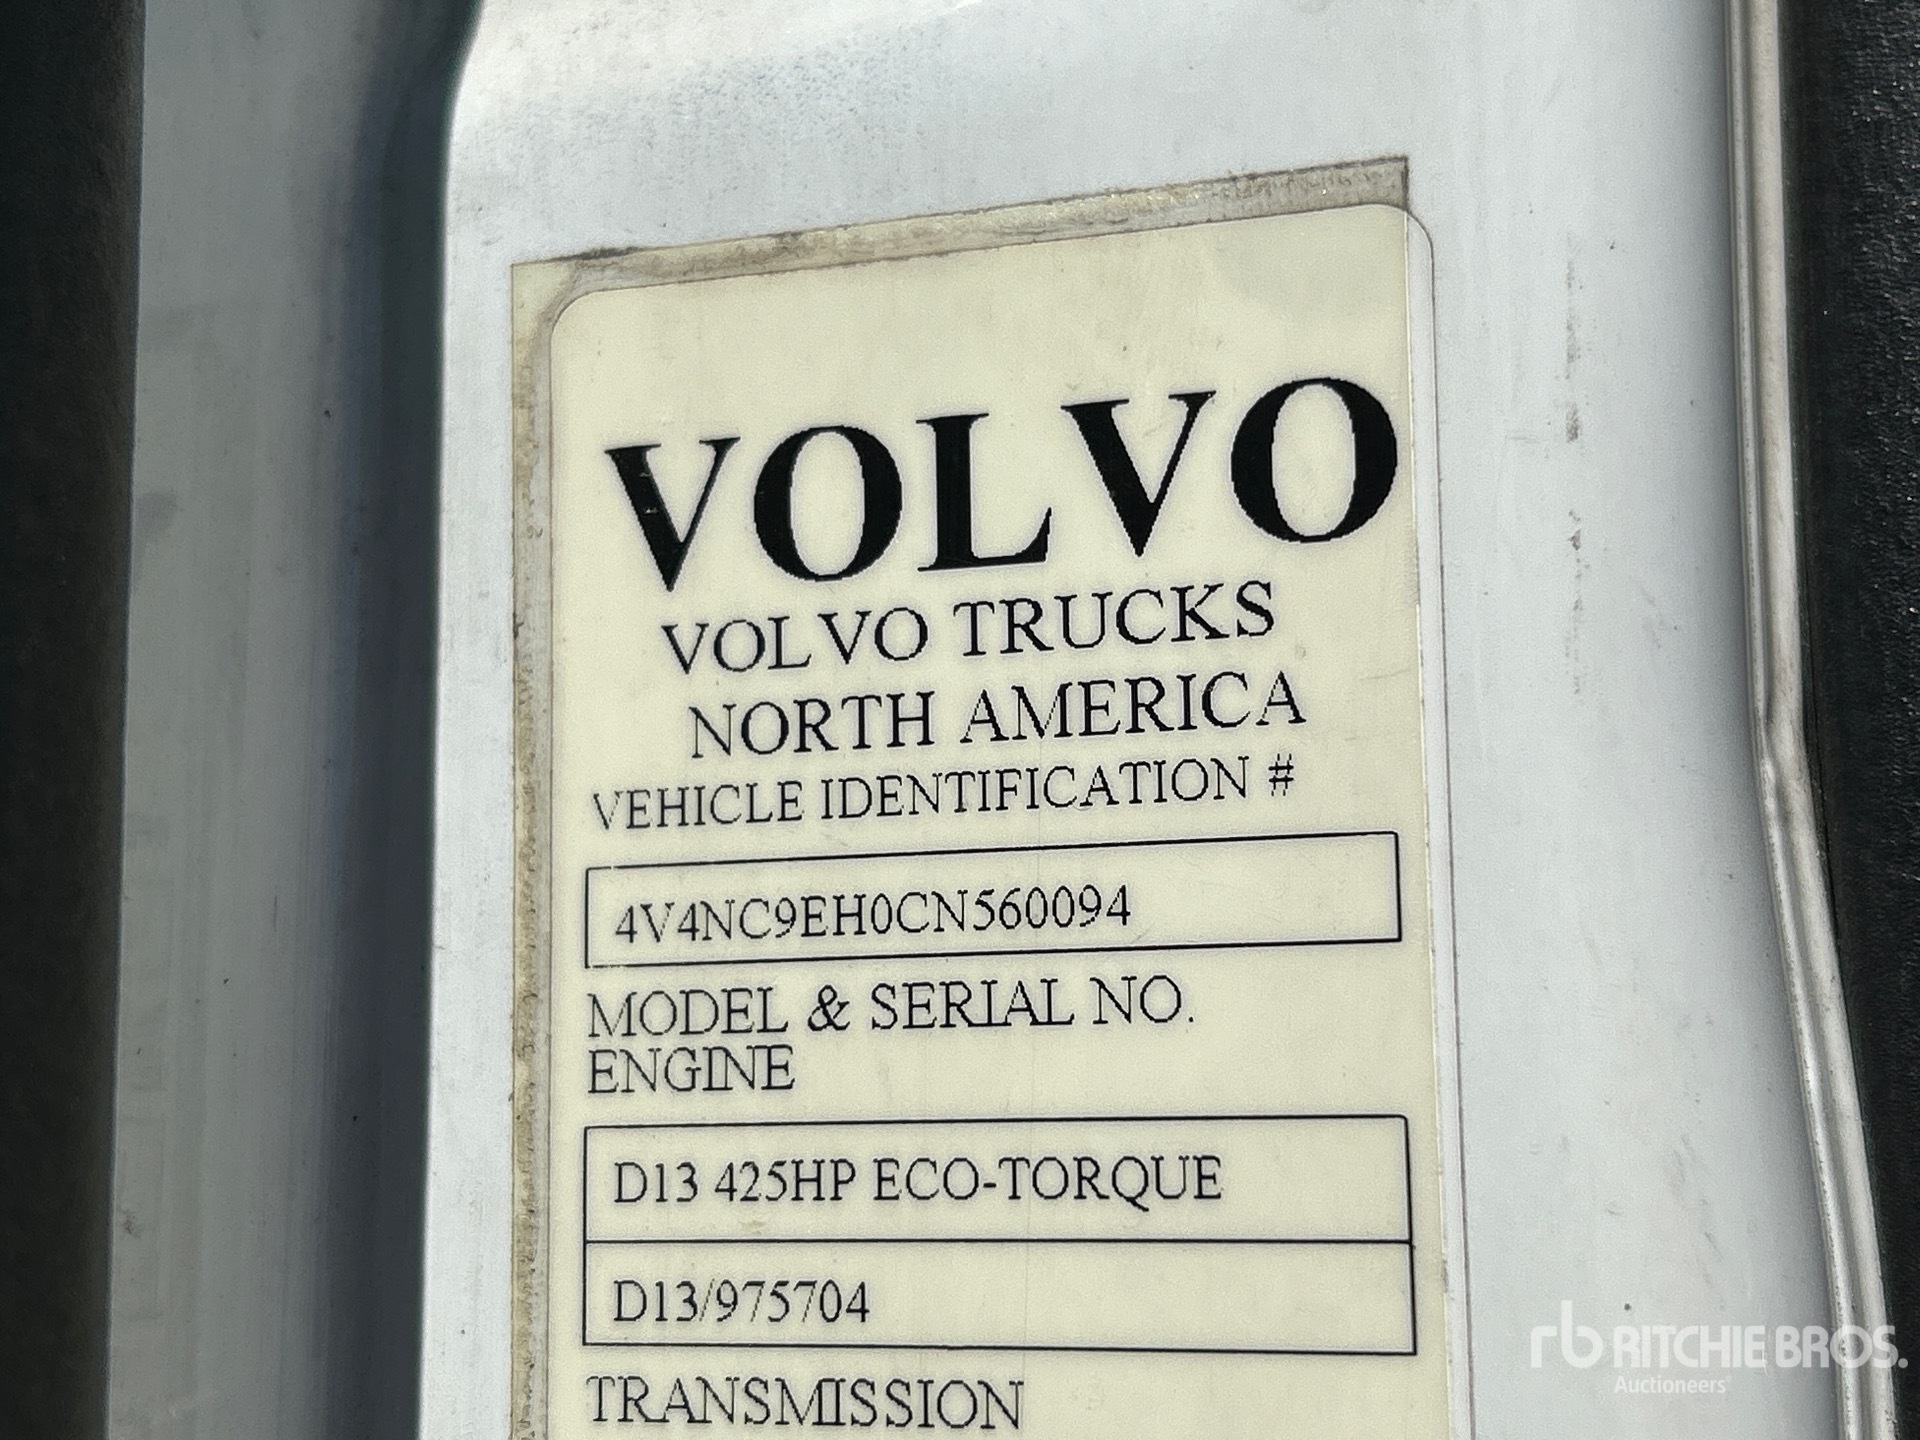 VOLVO
VOLVO TRUCKS
NORTH AMERICA
VEHICLE IDENTIFICATION #
4V4NC9EH0CN560094
MODEL & SERIAL NO.
ENGINE
D13 425HP ECO-TORQUE
D13/975704
TRANSMISSION
rb RITCHIE BROS.
Auctioneers